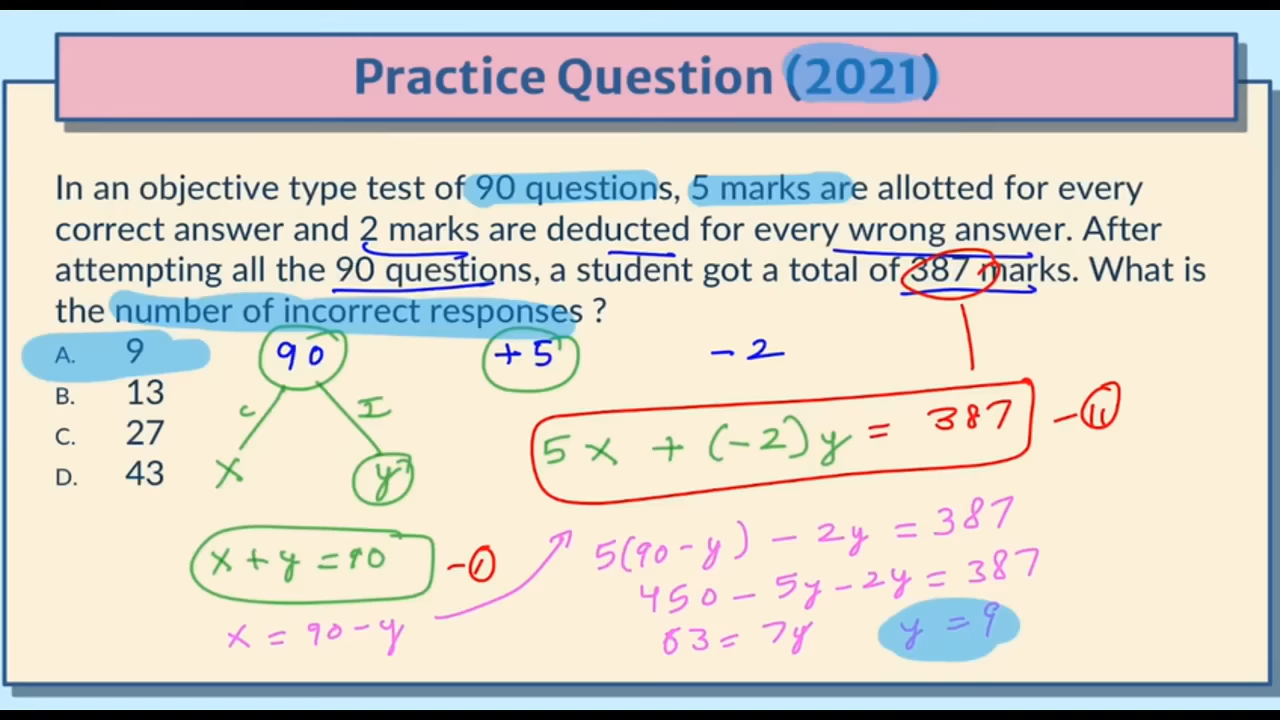 Practice Question (2021)
In an objective type test of 90 questions, 5 marks are allotted for every
correct answer and 2 marks are deducted for every wrong answer. After
attempting all the 90 questions, a student got a total of 387 marks. What is
the number of incorrect responses ?
A. 9
B. 13
C. 27
D. 43
90 +5 -2
C I
x y
5x + (-2)y = 387 - (11)
x + y = 90 - (1)
x = 90 - y
5(90 - y) - 2y = 387
450 - 5y - 2y = 387
63 = 7y y = 9